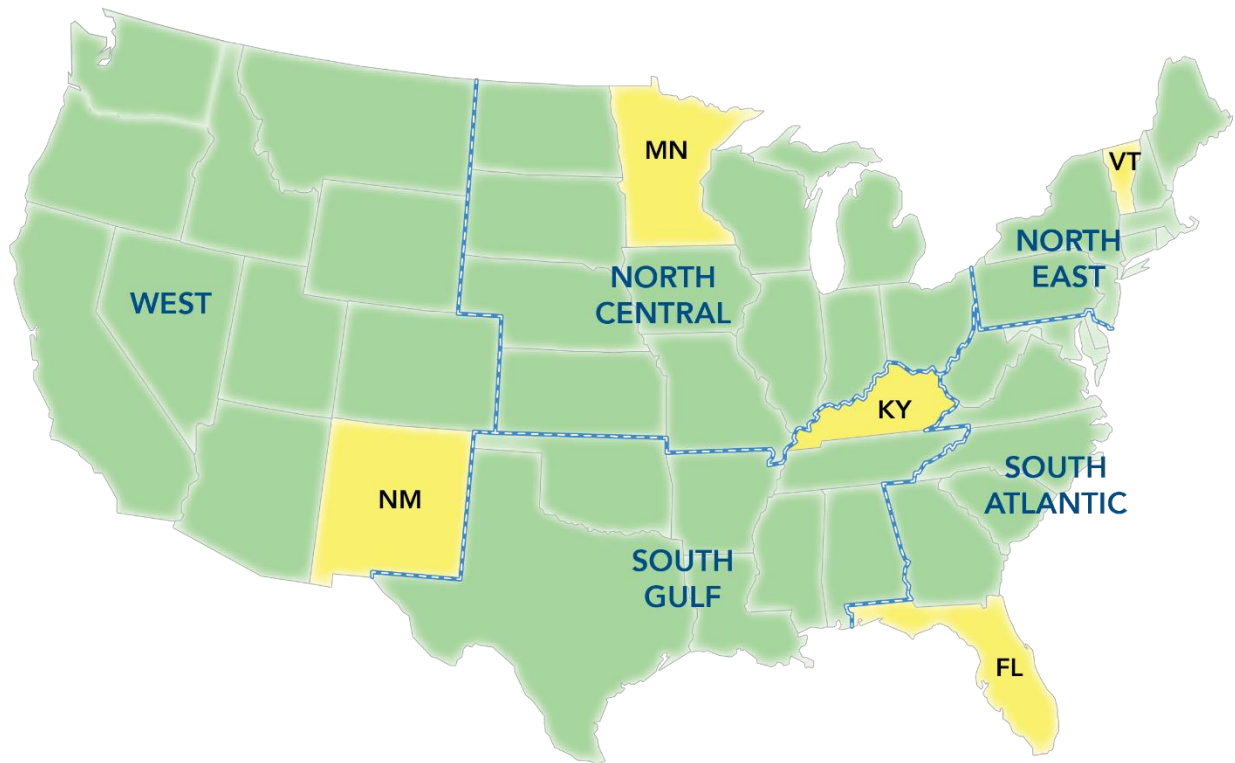 MN
VT
NORTH
EAST
WEST
NORTH
CENTRAL
KY
NM
SOUTH
ATLANTIC
SOUTH
GULF
FL